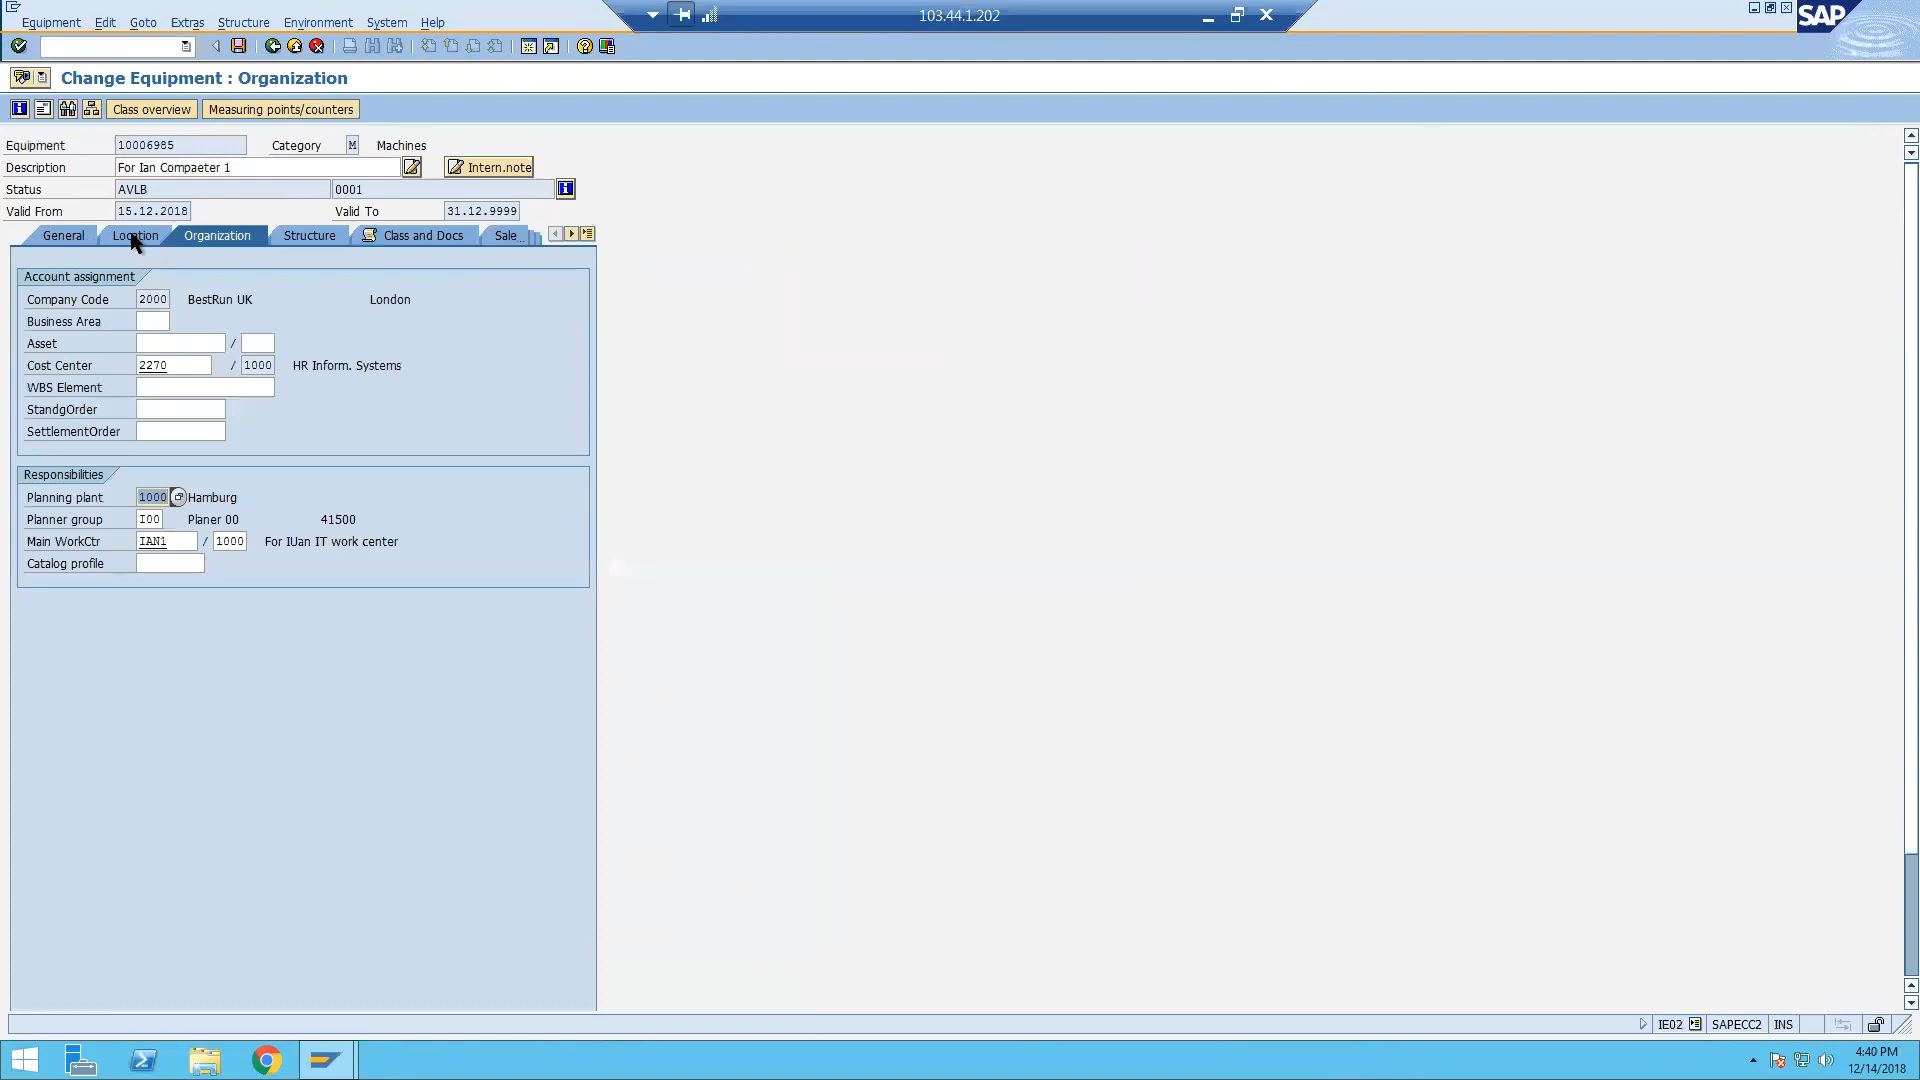 103.44.1.202
SAP
Equipment Edit Goto Extras Structure Environment System Help
Change Equipment : Organization
Class overview Measuring points/counters
Equipment 10006985 Category M Machines
Description For Ian Compaeter 1 Intern.note
Status AVLB 0001
Valid From 15.12.2018 Valid To 31.12.9999
General Location Organization Structure Class and Docs Sale...
Account assignment
Company Code 2000 BestRun UK London
Business Area
Asset /
Cost Center 2270 / 1000 HR Inform. Systems
WBS Element
StandgOrder
SettlementOrder
Responsibilities
Planning plant 1000 Hamburg
Planner group I00 Planer 00 41500
Main WorkCtr IAN1 / 1000 For IUan IT work center
Catalog profile
IE02 SAPECC2 INS
4:40 PM
12/14/2018